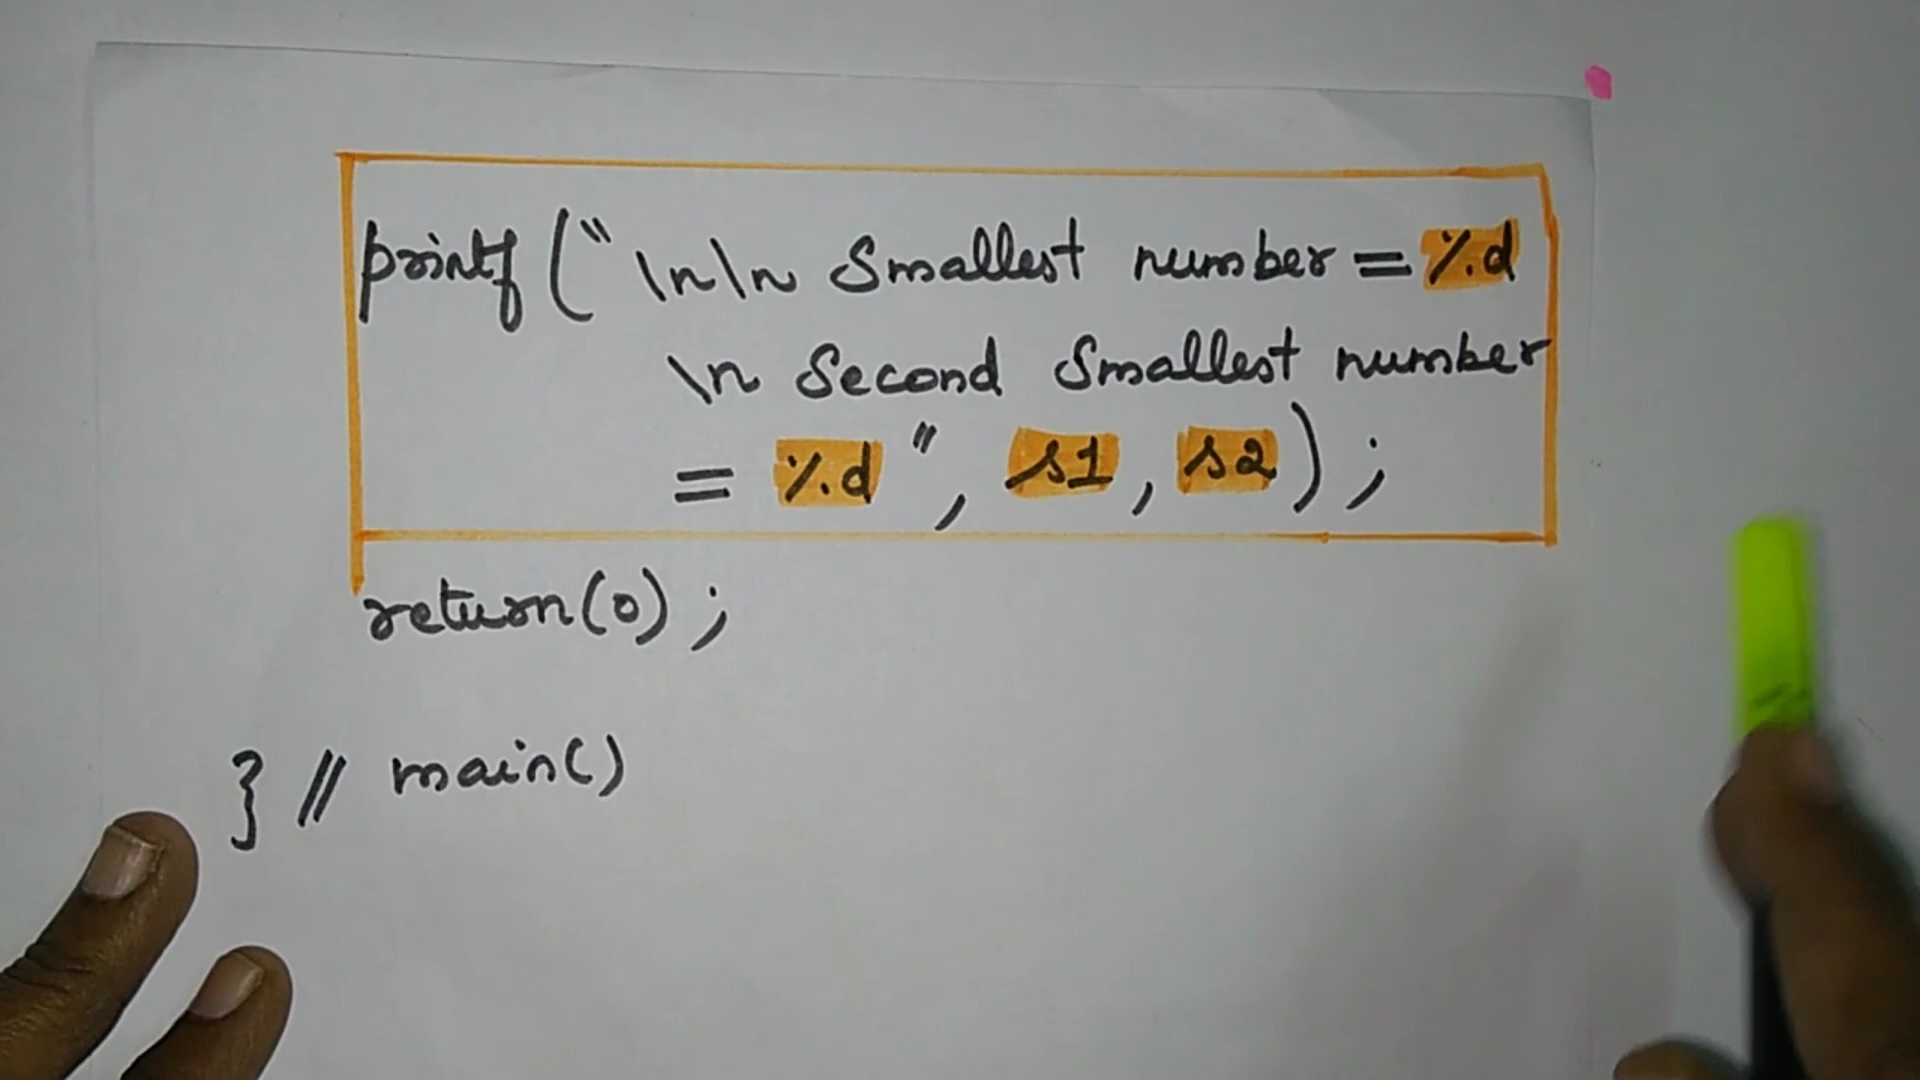 printf ("\n\n Smallest number = %d
\n Second Smallest number
= %d ", s1, s2) ;
return(0) ;
} // main()